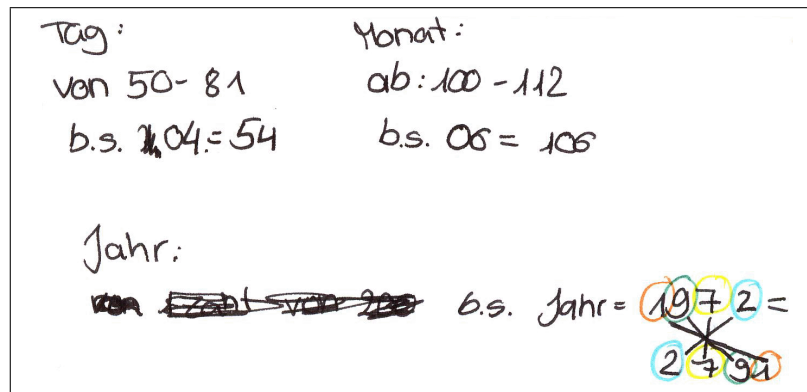 Tag:
von 50-81
b.s. 04.= 54
Monat:
ab: 100 - 112
b.s. 06 = 106
Jahr:
b.s. Jahr = 1972 =
2791